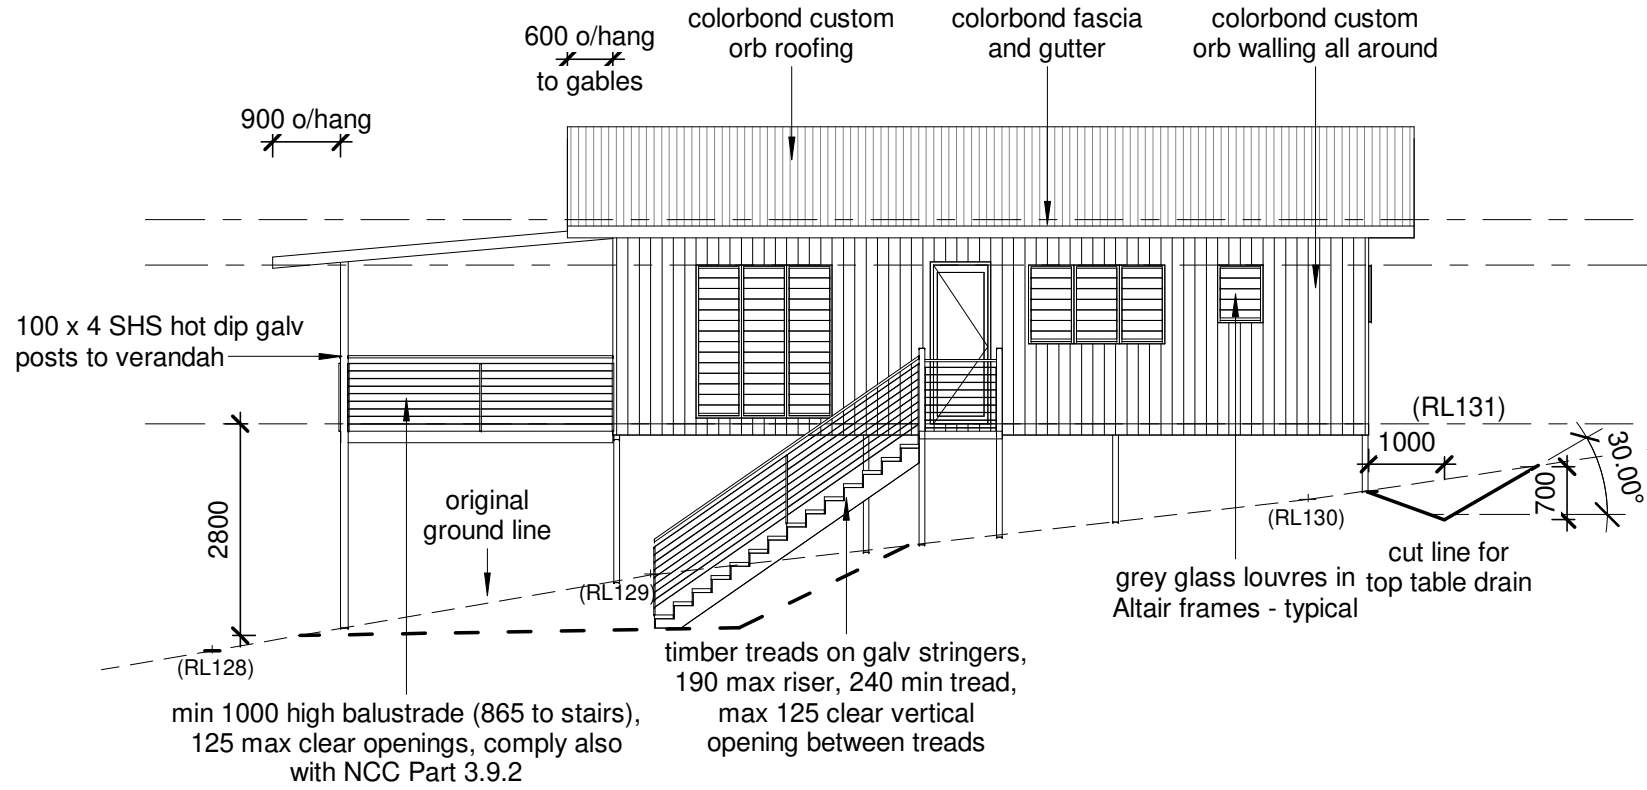 colorbond custom
orb roofing
colorbond fascia
and gutter
colorbond custom
orb walling all around
600 o/hang
to gables
900 o/hang
100 x 4 SHS hot dip galv
posts to verandah
2800
original
ground line
(RL128)
(RL129)
(RL130)
(RL131)
1000
700
30.00°
cut line for
top table drain
grey glass louvres in
Altair frames - typical
timber treads on galv stringers,
190 max riser, 240 min tread,
max 125 clear vertical
opening between treads
min 1000 high balustrade (865 to stairs),
125 max clear openings, comply also
with NCC Part 3.9.2